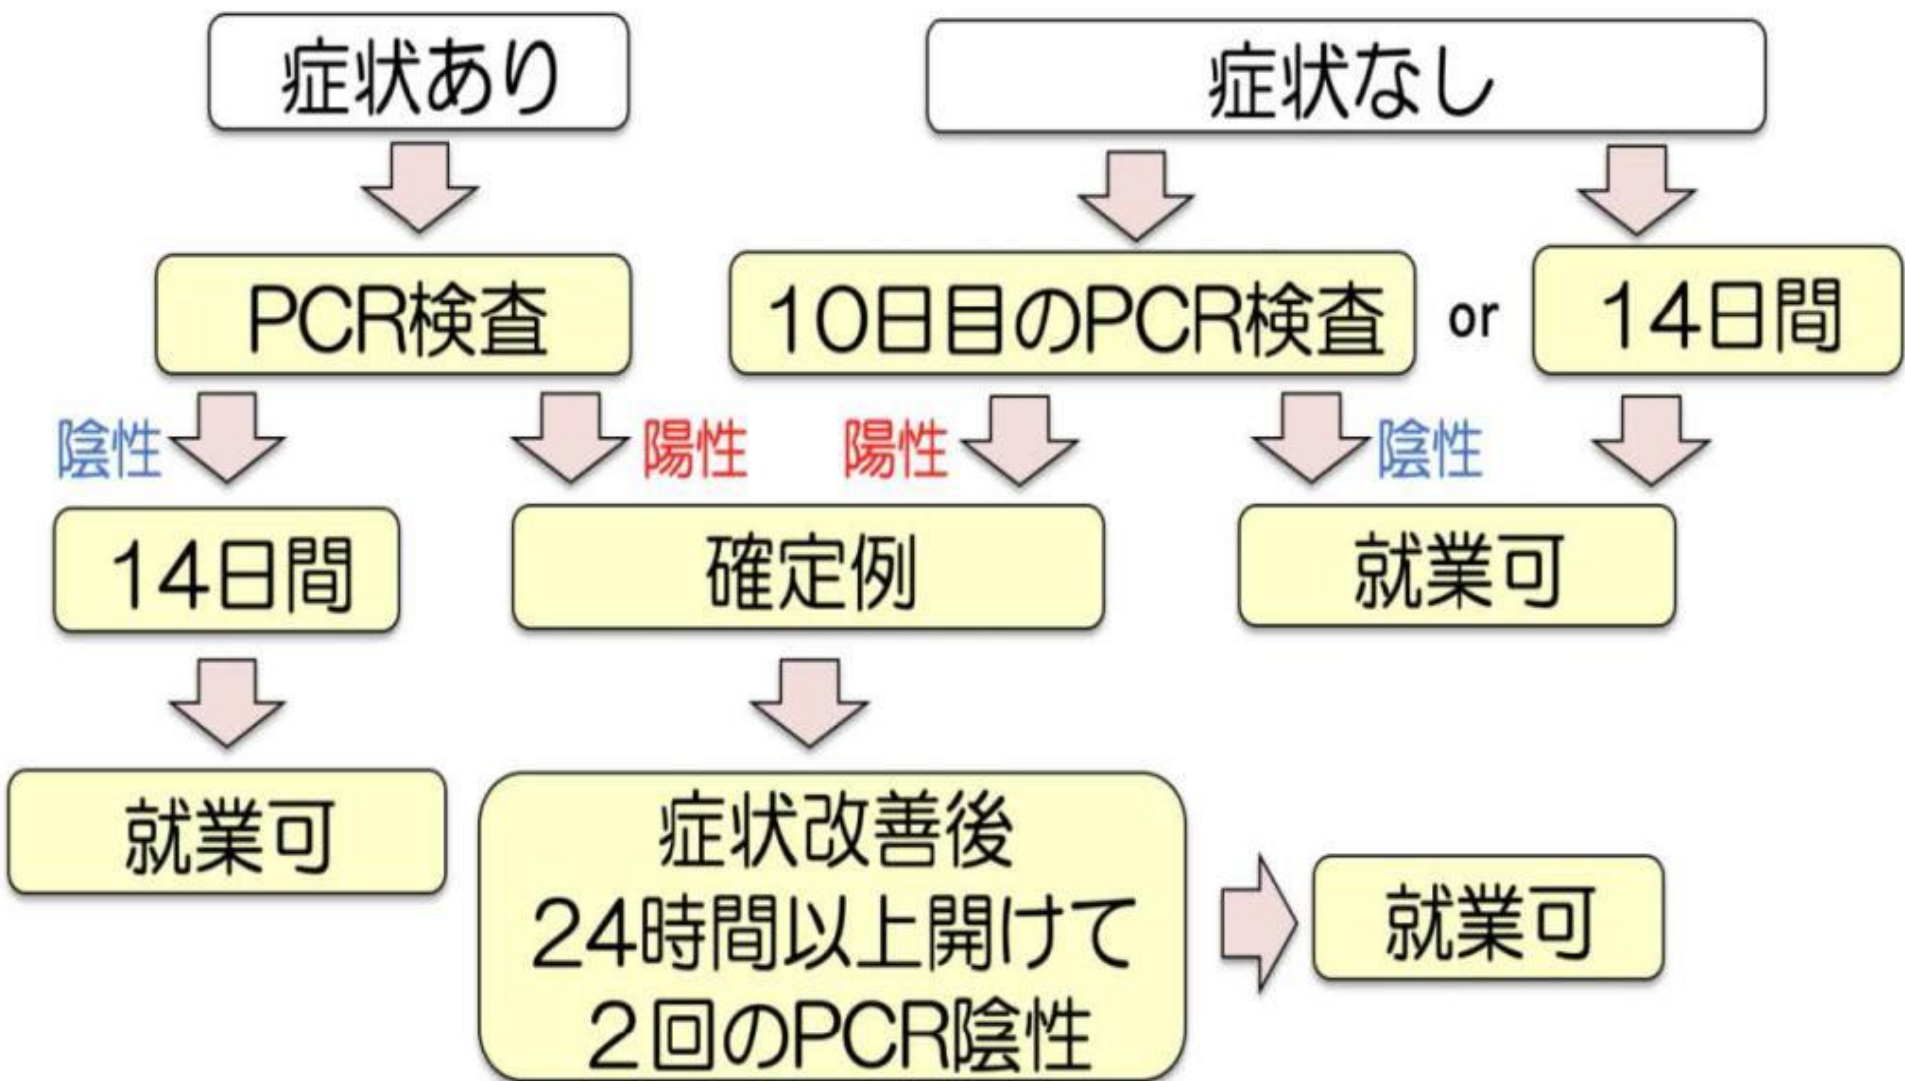 症状あり
症状なし
PCR検査
10日目のPCR検査
or
14日間
陰性
陽性
陽性
陰性
14日間
確定例
就業可
就業可
症状改善後
24時間以上開けて
2回のPCR陰性
就業可